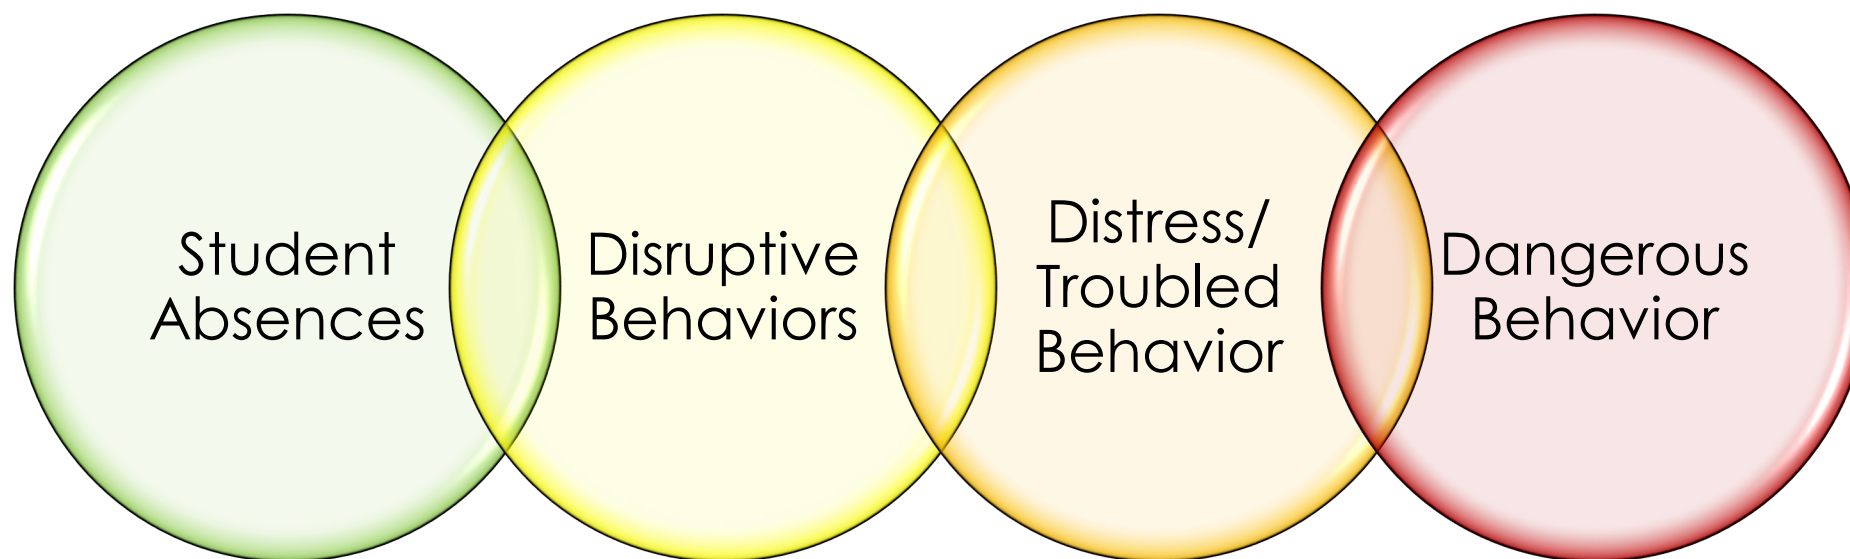 Student
Absences
Disruptive
Behaviors
Distress/
Troubled
Behavior
Dangerous
Behavior